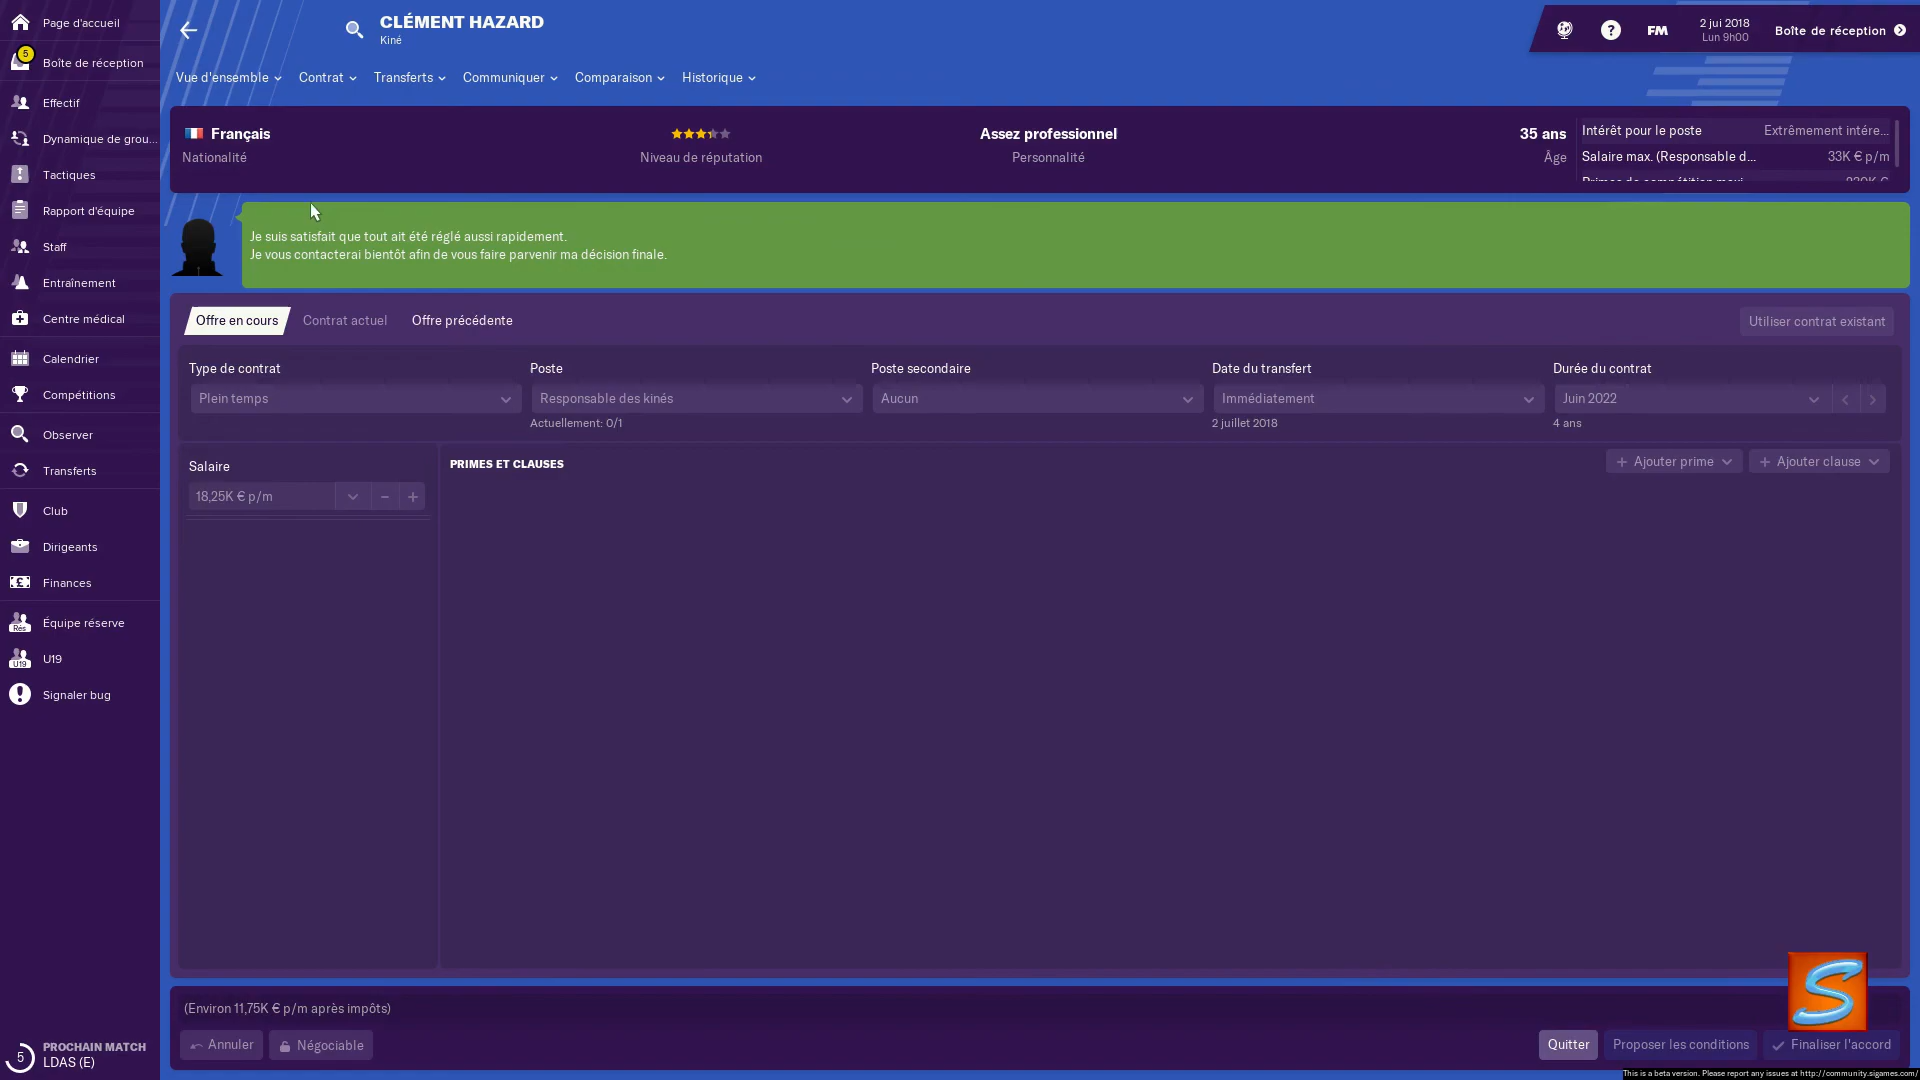 Page d'accueil
5
Boîte de réception
Effectif
Dynamique de grou...
Tactiques
Rapport d'équipe
Staff
Entraînement
Centre médical
Calendrier
Compétitions
Observer
Transferts
Club
Dirigeants
Finances
Rés
Équipe réserve
U19
U19
Signaler bug
5
PROCHAIN MATCH
LDAS (E)
CLÉMENT HAZARD
Kiné
?
FM
2 jui 2018
Lun 9h00
Boîte de réception
Vue d'ensemble
Contrat
Transferts
Communiquer
Comparaison
Historique
Français
Nationalité
Niveau de réputation
Assez professionnel
Personnalité
35 ans
Âge
Intérêt pour le poste
Extrêmement intére...
Salaire max. (Responsable d...
33K € p/m
Je suis satisfait que tout ait été réglé aussi rapidement.
Je vous contacterai bientôt afin de vous faire parvenir ma décision finale.
Offre en cours
Contrat actuel
Offre précédente
Utiliser contrat existant
Type de contrat
Poste
Poste secondaire
Date du transfert
Durée du contrat
Plein temps
Responsable des kinés
Aucun
Immédiatement
Juin 2022
Actuellement: 0/1
2 juillet 2018
4 ans
Salaire
18,25K € p/m
PRIMES ET CLAUSES
Ajouter prime
Ajouter clause
(Environ 11,75K € p/m après impôts)
Annuler
Négociable
Quitter
Proposer les conditions
Finaliser l'accord
S
This is a beta version. Please report any issues at http://community.sigames.com/